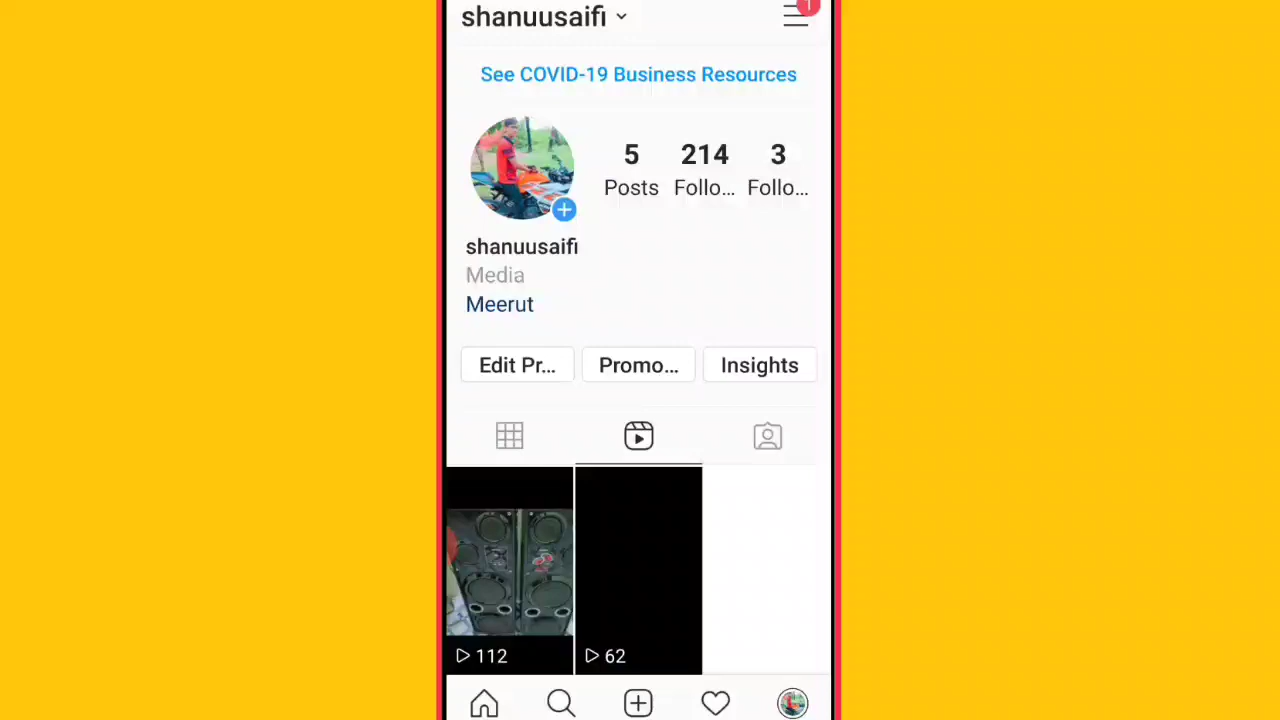 shanuusaifi
1
See COVID-19 Business Resources
5 214 3
Posts Follo... Follo...
shanuusaifi
Media
Meerut
Edit Pr... Promo... Insights
112 62